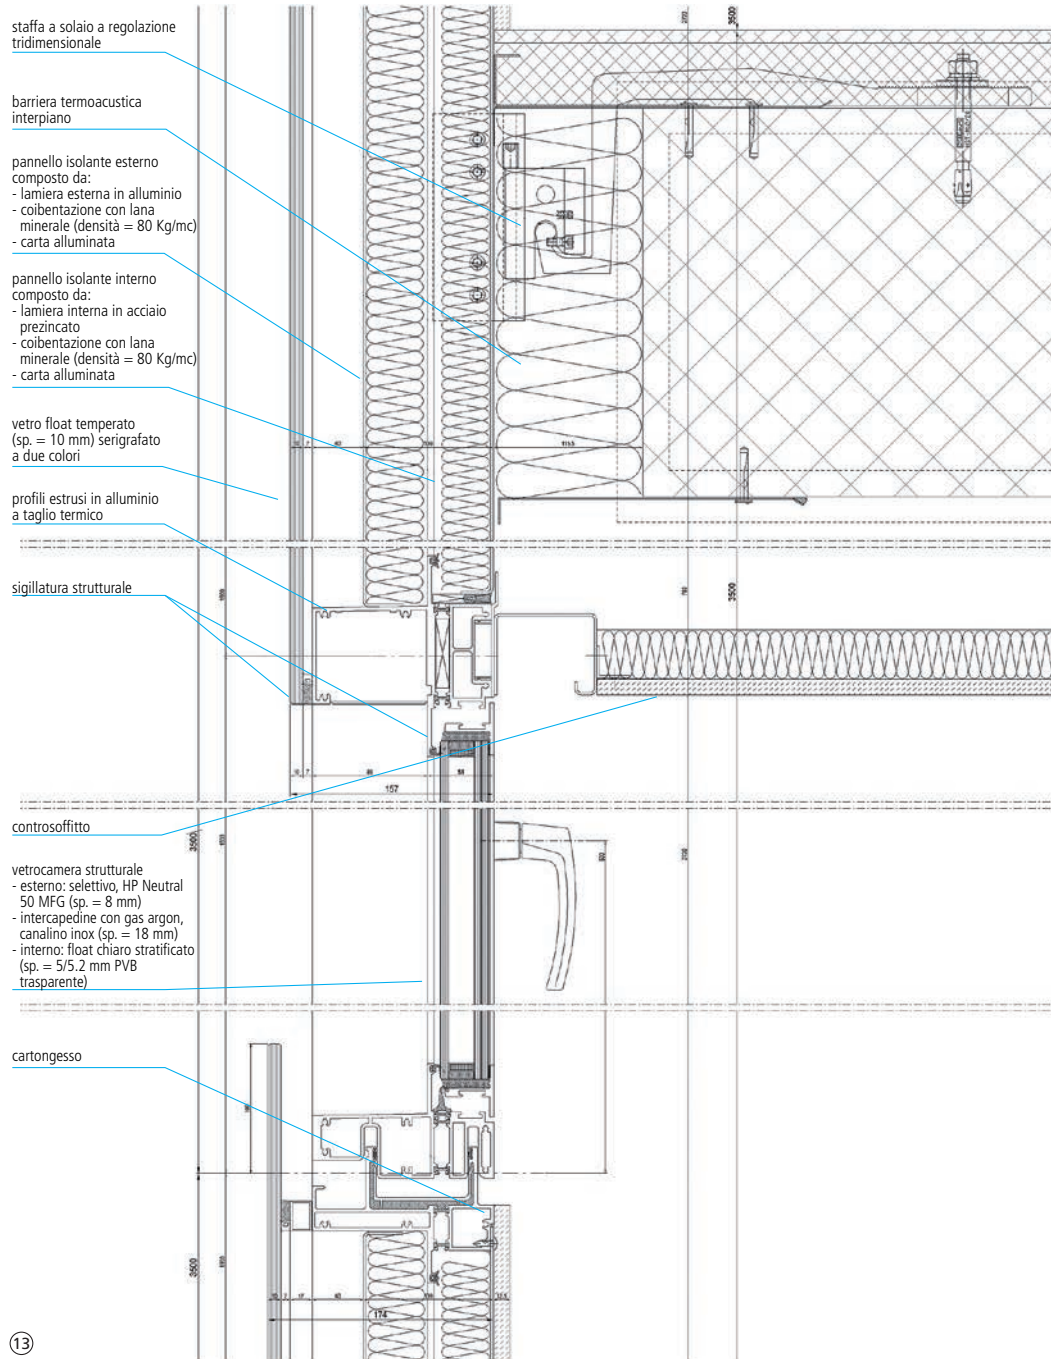 staffa a solaio a regolazione
tridimensionale
barriera termoacustica
interpiano
pannello isolante esterno
composto da:
- lamiera esterna in alluminio
- coibentazione con lana
minerale (densità = 80 Kg/mc)
- carta alluminata
pannello isolante interno
composto da:
- lamiera interna in acciaio
prezincato
- coibentazione con lana
minerale (densità = 80 Kg/mc)
- carta alluminata
vetro float temperato
(sp. = 10 mm) serigrafato
a due colori
profili estrusi in alluminio
a taglio termico
sigillatura strutturale
controsoffitto
vetrocamera strutturale
- esterno: selettivo, HP Neutral
50 MFG (sp. = 8 mm)
- intercapedine con gas argon,
canalino inox (sp. = 18 mm)
- interno: float chiaro stratificato
(sp. = 5/5.2 mm PVB
trasparente)
cartongesso
3500
3500
157
3500
3500
174
13